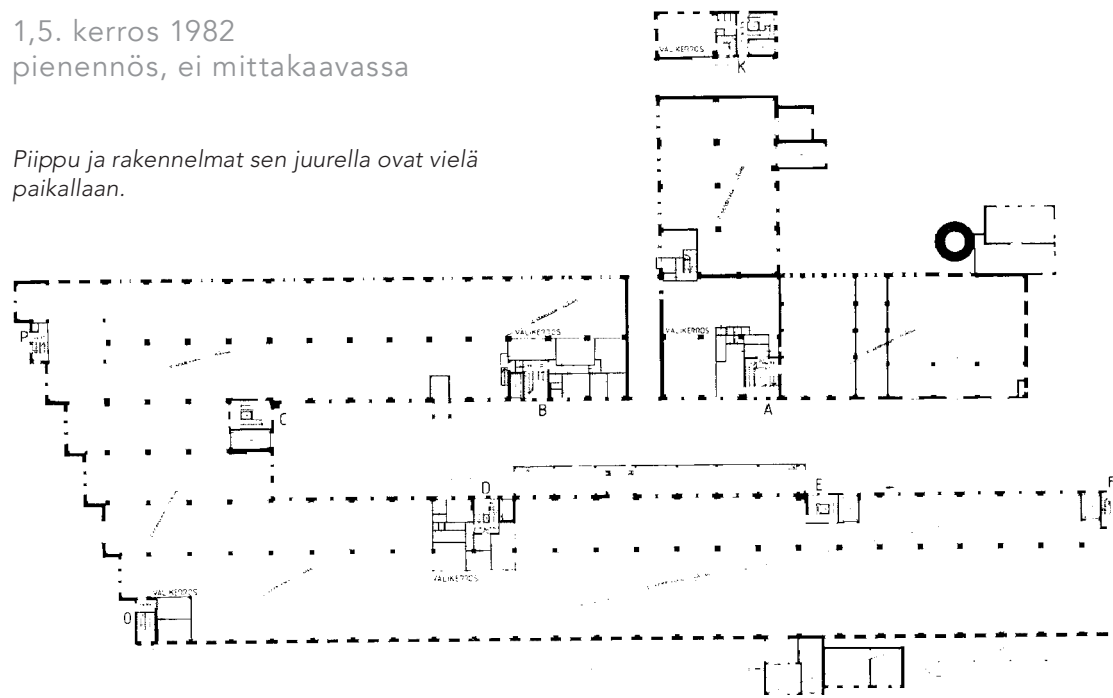 1,5. kerros 1982
pienennös, ei mittakaavassa
Piippu ja rakennelmat sen juurella ovat vielä
paikallaan.
VÄLIKERROS
K
P
VÄLIKERROS
VÄLIKERROS
B
A
C
D
E
F
VÄLIKERROS
VÄLIKERROS
O